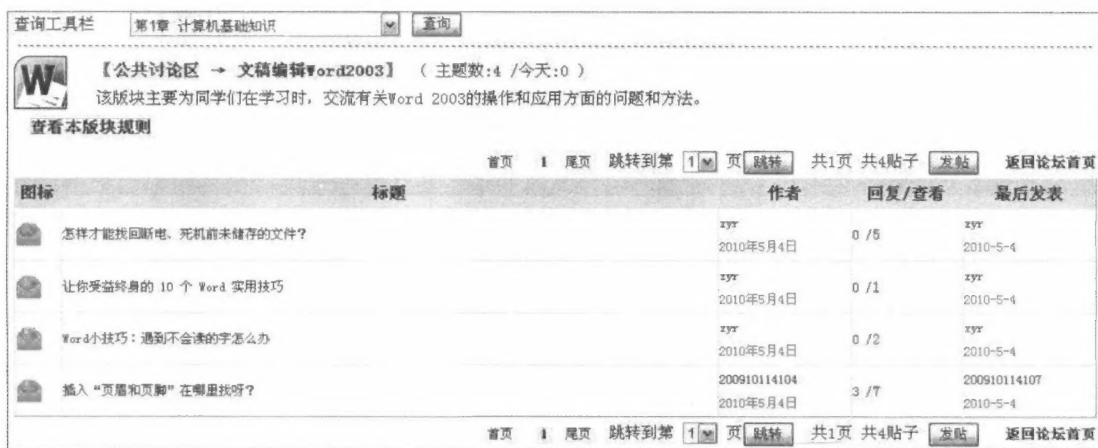 查询工具栏 第1章 计算机基础知识 查询
【公共讨论区 → 文稿编辑Word2003】 （ 主题数:4 /今天:0 ）
该版块主要为同学们在学习时，交流有关Word 2003的操作和应用方面的问题和方法。
查看本版块规则
首页 1 尾页 跳转到第 1 页 跳转 共1页 共4贴子 发帖 返回论坛首页
图标 标题 作者 回复/查看 最后发表
怎样才能找回断电、死机前未储存的文件? zyr 2010年5月4日 0 /5 zyr 2010-5-4
让你受益终身的 10 个 Word 实用技巧 zyr 2010年5月4日 0 /1 zyr 2010-5-4
Word小技巧：遇到不会读的字怎么办 zyr 2010年5月4日 0 /2 zyr 2010-5-4
插入“页眉和页脚”在哪里找呀? 200910114104 2010年5月4日 3 /7 200910114107 2010-5-4
首页 1 尾页 跳转到第 1 页 跳转 共1页 共4贴子 发贴 返回论坛首页